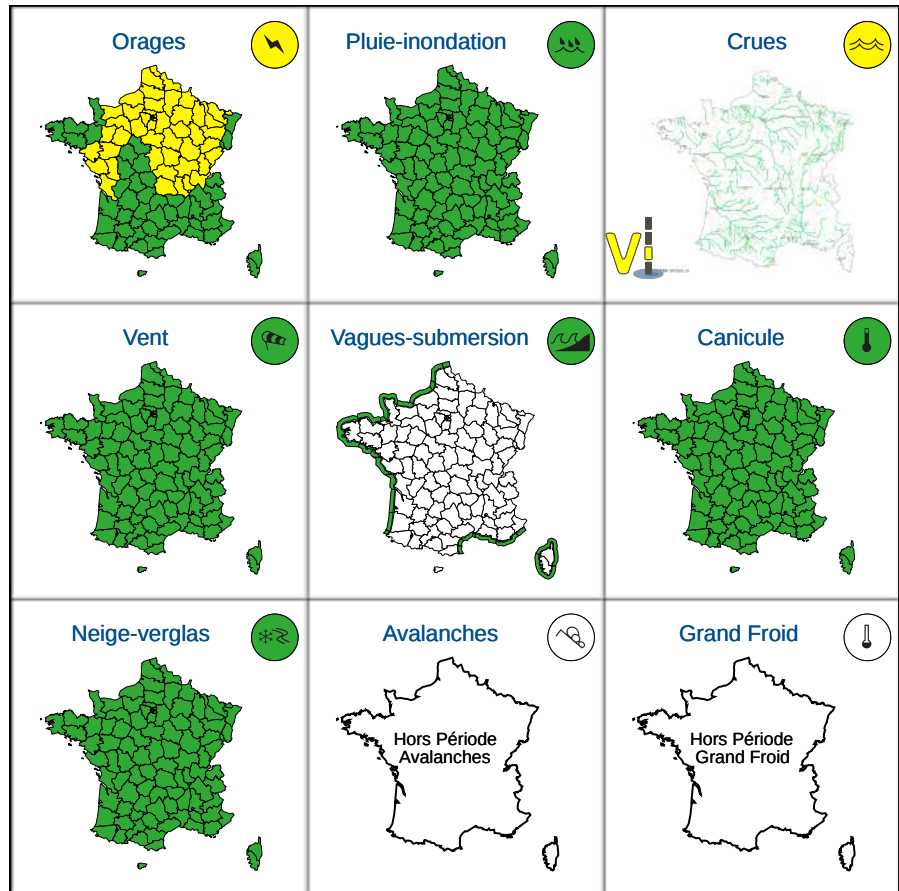 Orages
Pluie-inondation
Crues
Vi
Vent
Vagues-submersion
Canicule
Neige-verglas
Avalanches
Grand Froid
Hors Période
Avalanches
Hors Période
Grand Froid